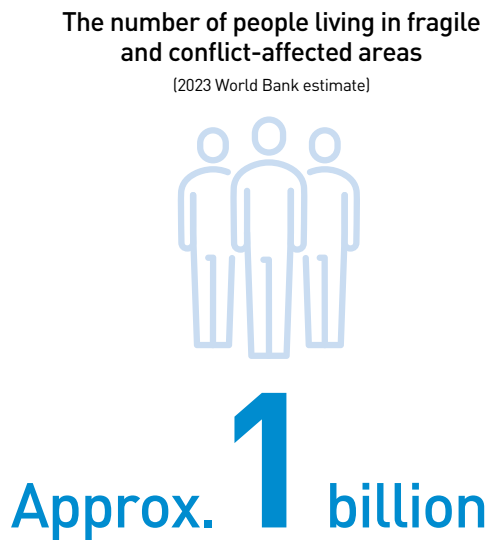 The number of people living in fragile
and conflict-affected areas
(2023 World Bank estimate)
Approx. 1 billion